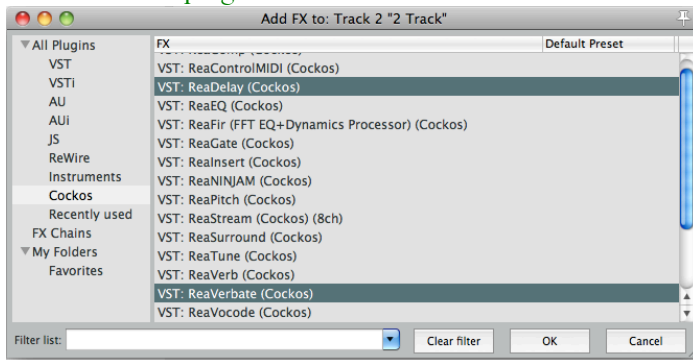 Add FX to: Track 2 "2 Track"
All Plugins
VST
VSTi
AU
AUi
JS
ReWire
Instruments
Cockos
Recently used
FX Chains
My Folders
Favorites
FX Default Preset
VST: ReaControlMIDI (Cockos)
VST: ReaDelay (Cockos)
VST: ReaEQ (Cockos)
VST: ReaFir (FFT EQ+Dynamics Processor) (Cockos)
VST: ReaGate (Cockos)
VST: ReaInsert (Cockos)
VST: ReaNINJAM (Cockos)
VST: ReaPitch (Cockos)
VST: ReaStream (Cockos) (8ch)
VST: ReaSurround (Cockos)
VST: ReaTune (Cockos)
VST: ReaVerb (Cockos)
VST: ReaVerbate (Cockos)
VST: ReaVocode (Cockos)
Filter list: Clear filter OK Cancel